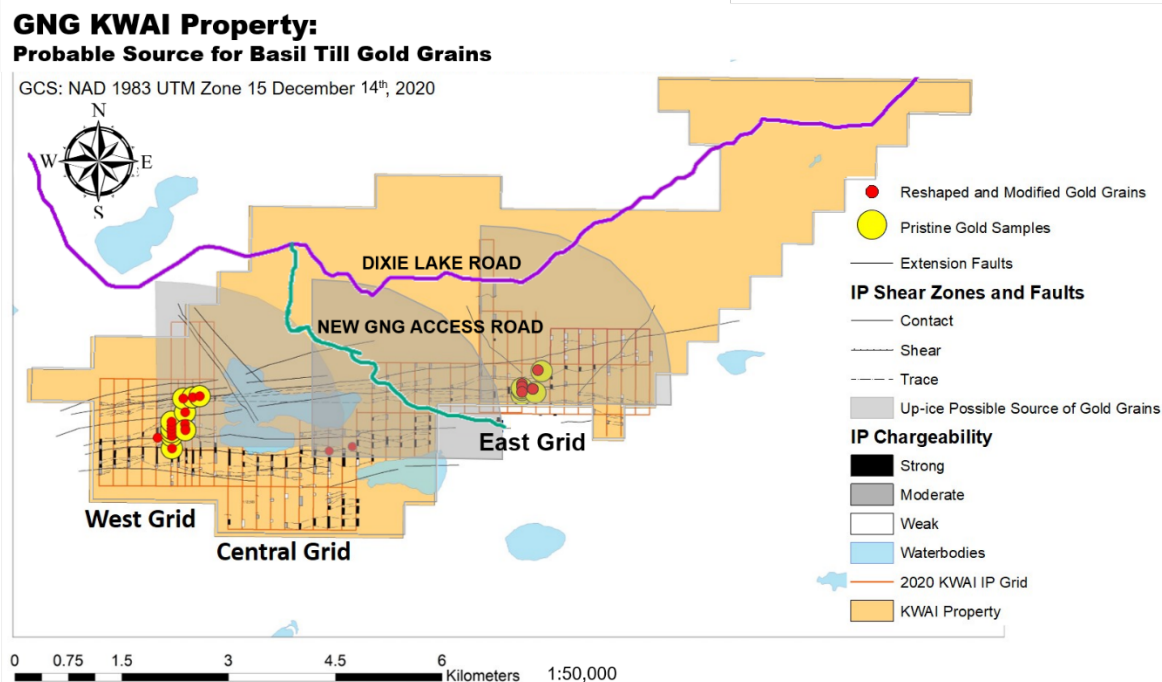 GNG KWAI Property:
Probable Source for Basil Till Gold Grains
GCS: NAD 1983 UTM Zone 15 December 14th, 2020
N
W
E
S
DIXIE LAKE ROAD
NEW GNG ACCESS ROAD
East Grid
West Grid
Central Grid
Reshaped and Modified Gold Grains
Pristine Gold Samples
Extension Faults
IP Shear Zones and Faults
Contact
Shear
Trace
Up-ice Possible Source of Gold Grains
IP Chargeability
Strong
Moderate
Weak
Waterbodies
2020 KWAI IP Grid
KWAI Property
0 0.75 1.5 3 4.5 6
Kilometers 1:50,000